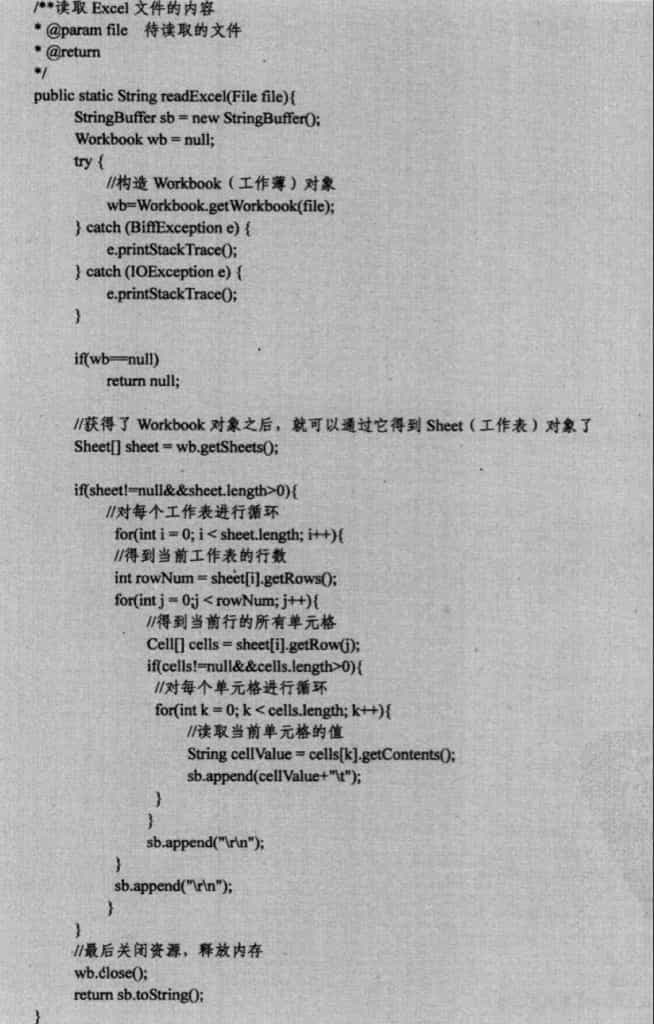 /**读取 Excel 文件的内容
* @param file 待读取的文件
* @return
*/
public static String readExcel(File file){
StringBuffer sb = new StringBuffer();
Workbook wb = null;
try {
//构造 Workbook（工作薄）对象
wb=Workbook.getWorkbook(file);
} catch (BiffException e) {
e.printStackTrace();
} catch (IOException e) {
e.printStackTrace();
}
if(wb==null)
return null;
//获得了 Workbook 对象之后，就可以通过它得到 Sheet（工作表）对象了
Sheet[] sheet = wb.getSheets();
if(sheet!=null&&sheet.length>0){
//对每个工作表进行循环
for(int i = 0; i < sheet.length; i++){
//得到当前工作表的行数
int rowNum = sheet[i].getRows();
for(int j = 0;j < rowNum; j++){
//得到当前行的所有单元格
Cell[] cells = sheet[i].getRow(j);
if(cells!=null&&cells.length>0){
//对每个单元格进行循环
for(int k = 0; k < cells.length; k++){
//读取当前单元格的值
String cellValue = cells[k].getContents();
sb.append(cellValue+"\t");
}
}
sb.append("\r\n");
}
sb.append("\r\n");
}
}
//最后关闭资源，释放内存
wb.close();
return sb.toString();
}